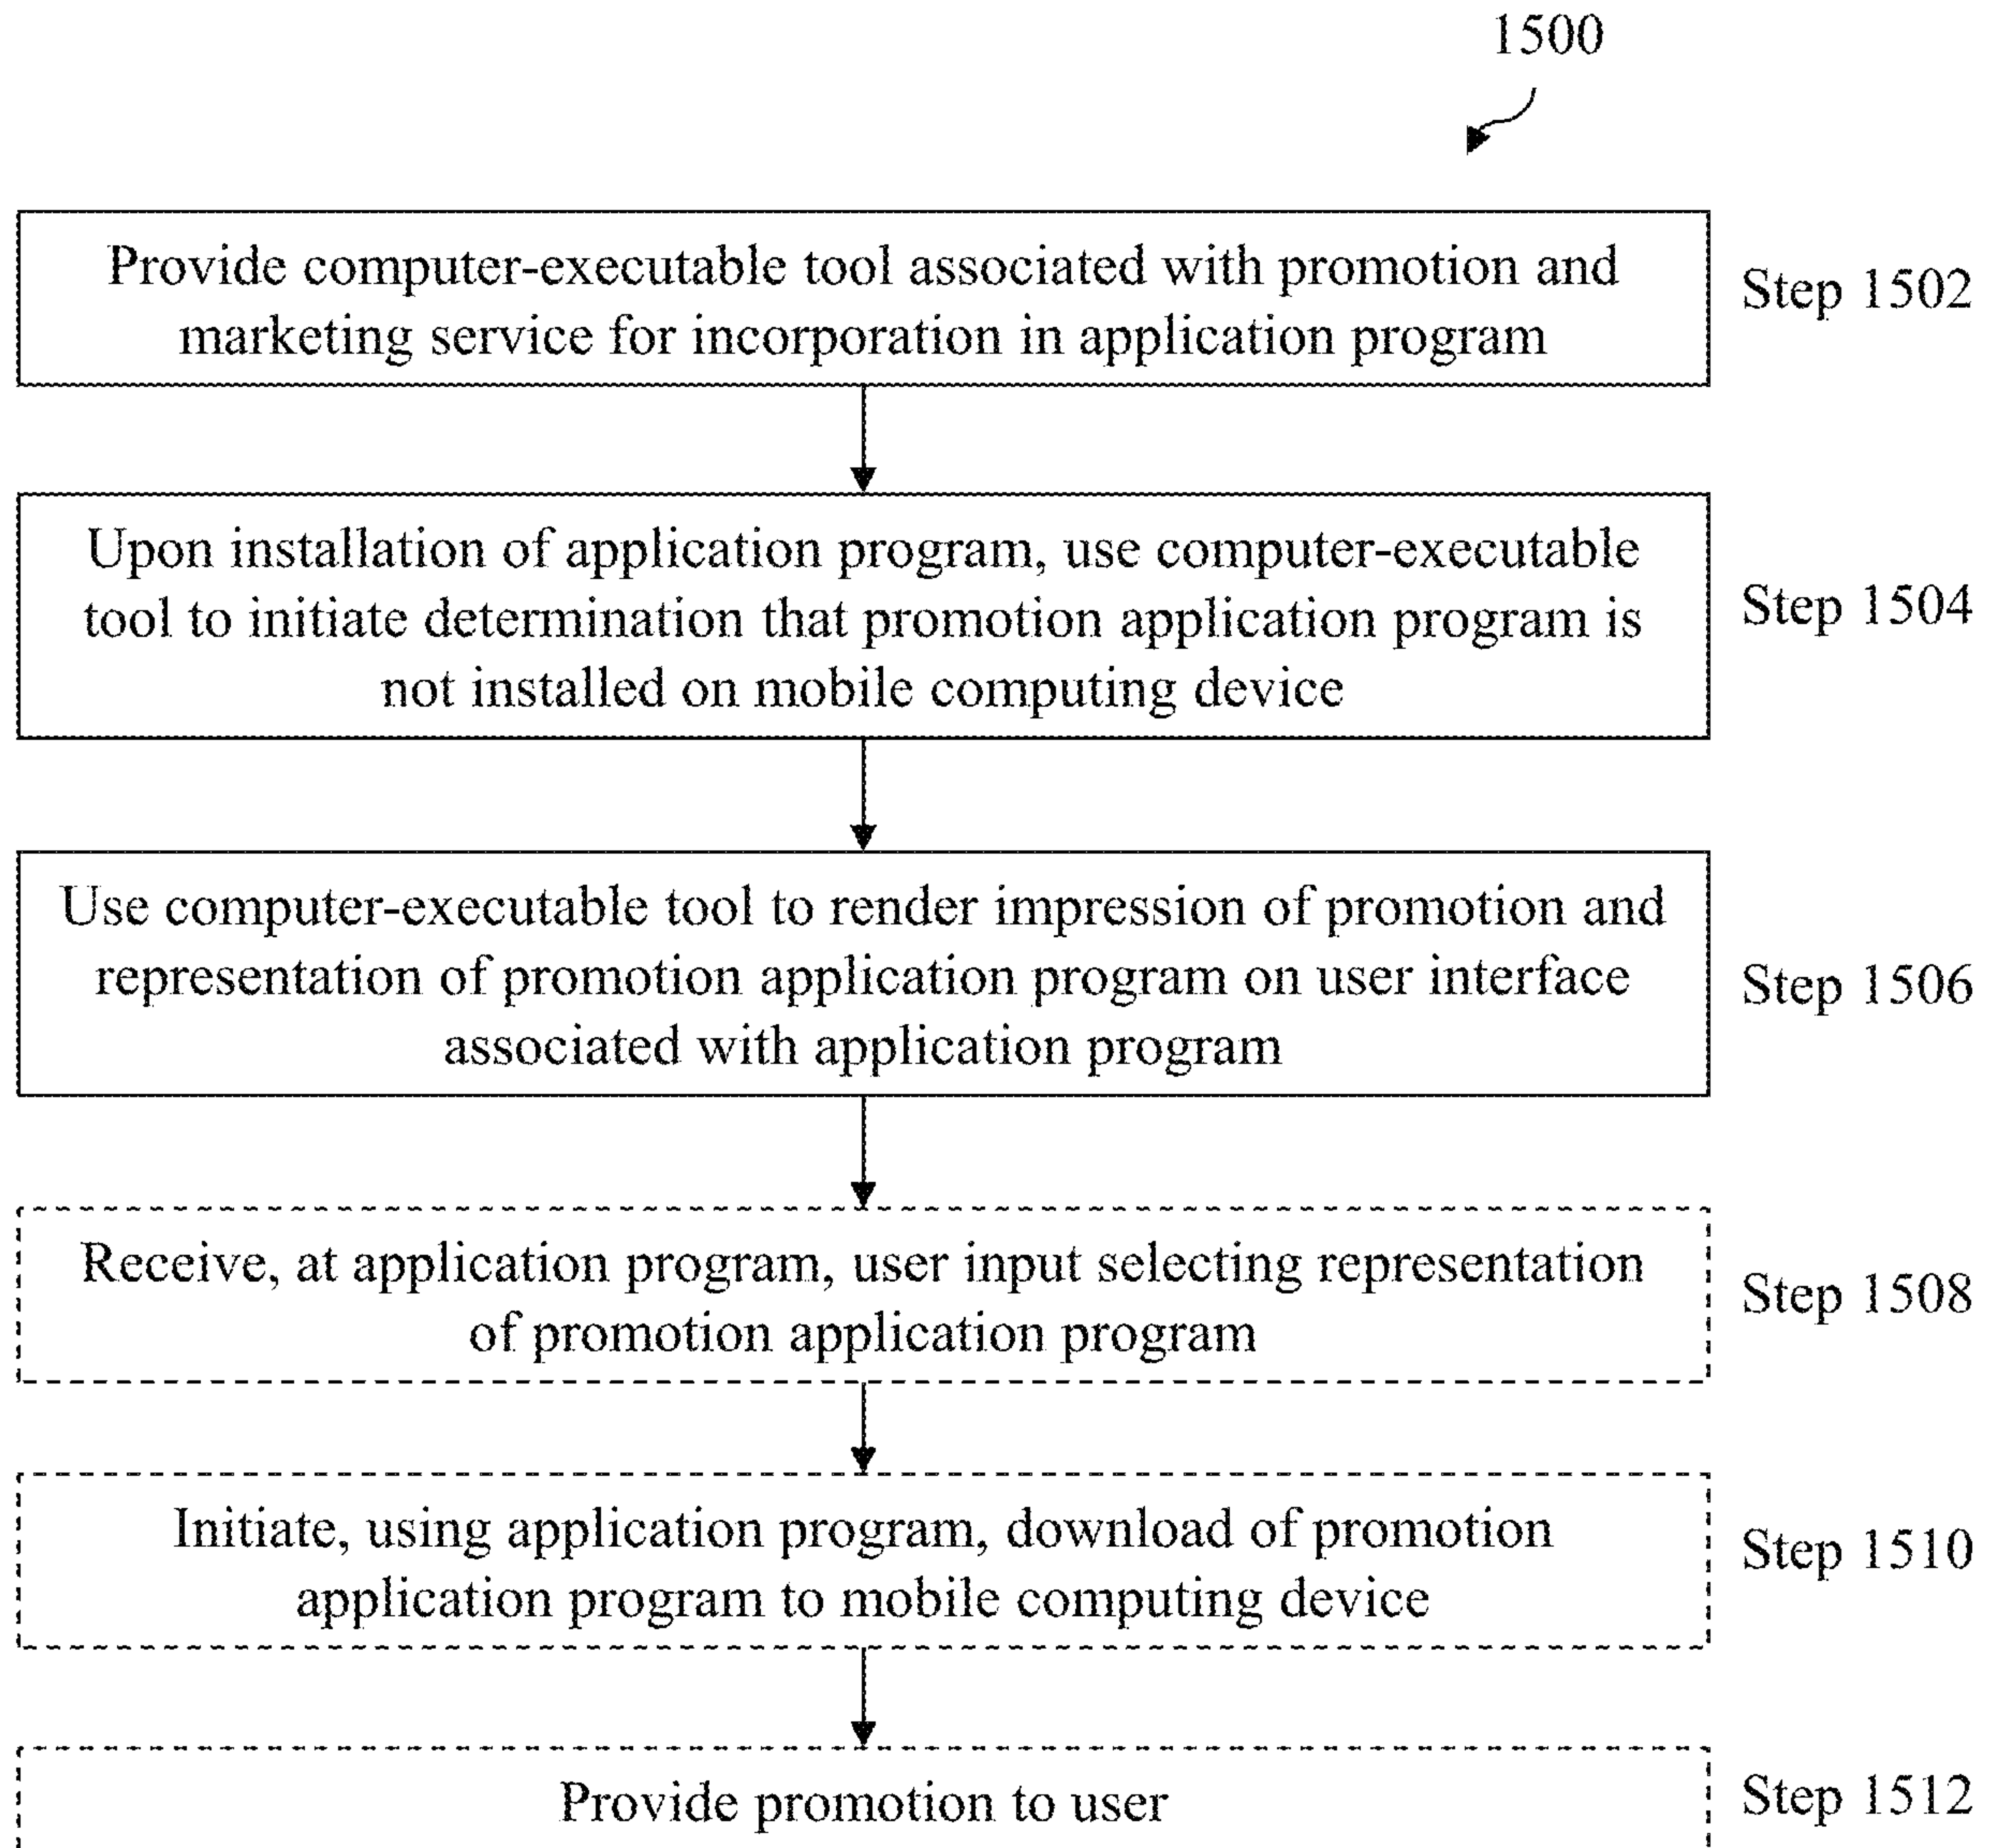 1500
Provide computer-executable tool associated with promotion and
marketing service for incorporation in application program
Step 1502
Upon installation of application program, use computer-executable
tool to initiate determination that promotion application program is
not installed on mobile computing device
Step 1504
Use computer-executable tool to render impression of promotion and
representation of promotion application program on user interface
associated with application program
Step 1506
Receive, at application program, user input selecting representation
of promotion application program
Step 1508
Initiate, using application program, download of promotion
application program to mobile computing device
Step 1510
Provide promotion to user
Step 1512